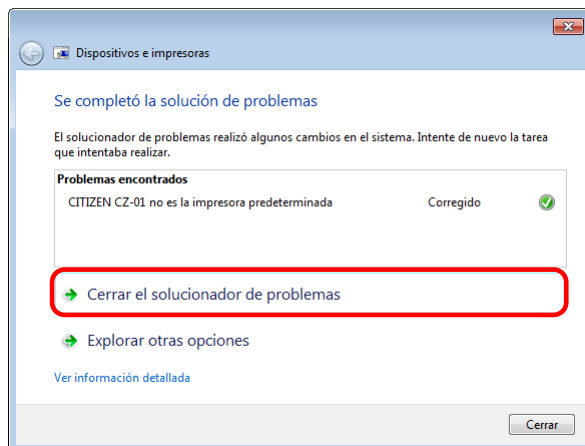 Dispositivos e impresoras
Se completó la solución de problemas
El solucionador de problemas realizó algunos cambios en el sistema. Intente de nuevo la tarea
que intentaba realizar.
Problemas encontrados
CITIZEN CZ-01 no es la impresora predeterminada Corregido
Cerrar el solucionador de problemas
Explorar otras opciones
Ver información detallada
Cerrar